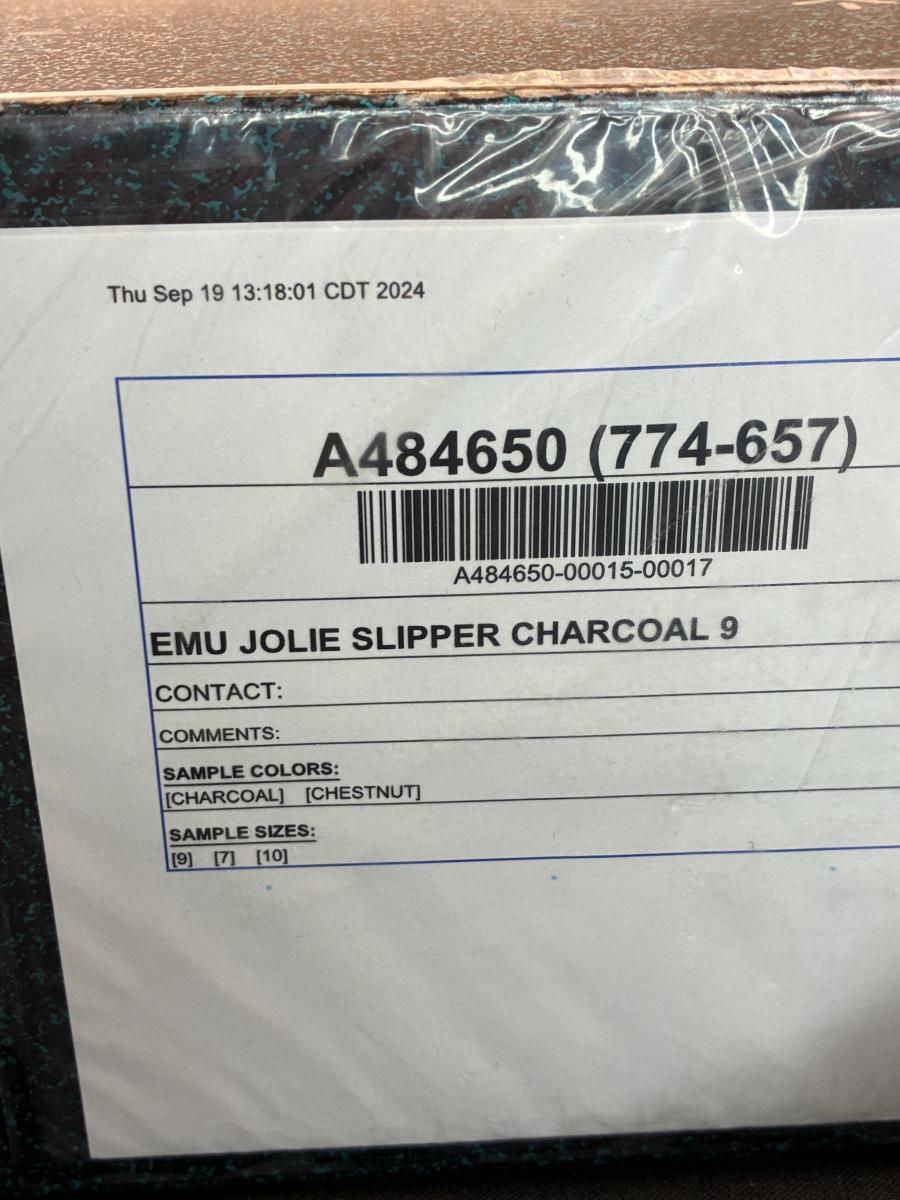 Thu Sep 19 13:18:01 CDT 2024
A484650 (774-657)
A484650-00015-00017
EMU JOLIE SLIPPER CHARCOAL 9
CONTACT:
COMMENTS:
SAMPLE COLORS:
[CHARCOAL] [CHESTNUT]
SAMPLE SIZES:
[9] [7] [10]